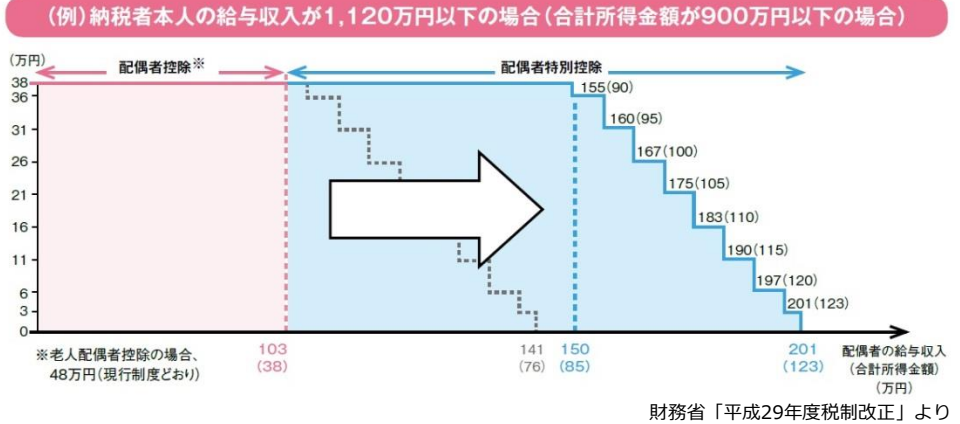 (例)納税者本人の給与収入が1,120万円以下の場合(合計所得金額が900万円以下の場合)
(万円)
配偶者控除※
配偶者特別控除
38
36
31
26
21
16
11
6
3
0
155(90)
160(95)
167(100)
175(105)
183(110)
190(115)
197(120)
201(123)
103
(38)
141
(76)
150
(85)
201
(123)
配偶者の給与収入
(合計所得金額)
(万円)
※老人配偶者控除の場合、
48万円(現行制度どおり)
財務省「平成29年度税制改正」より